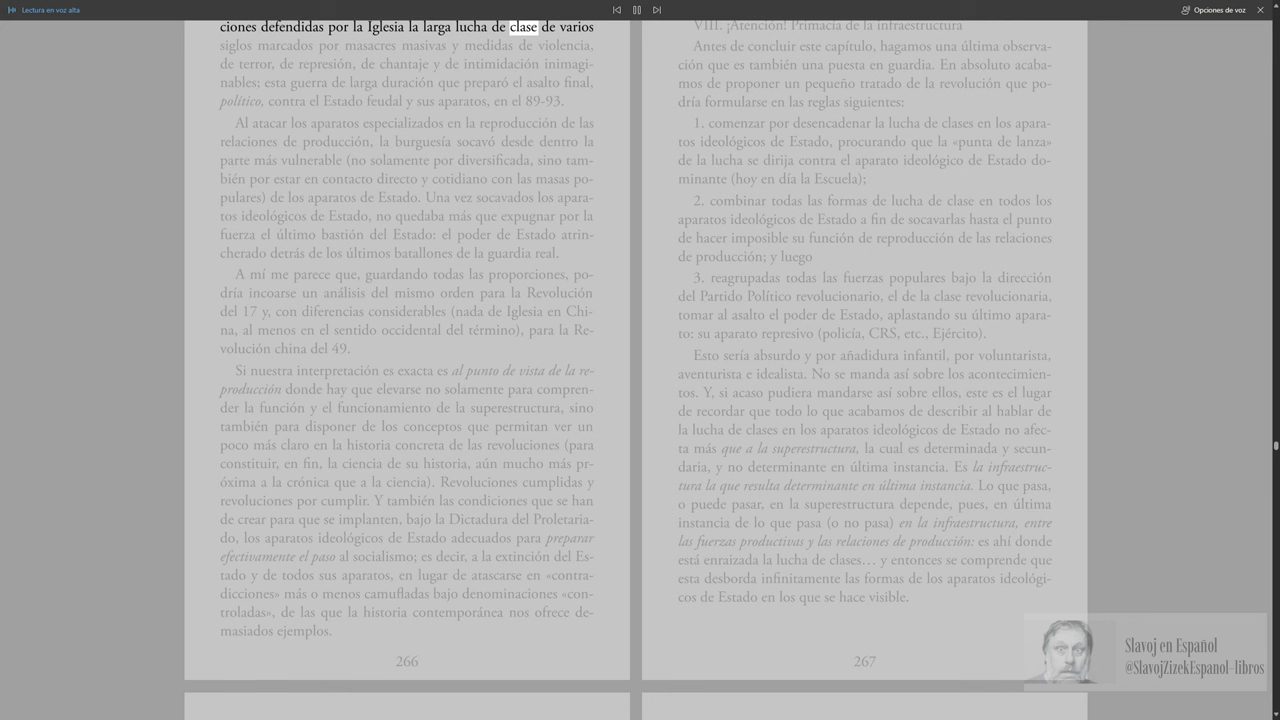 Lectura en voz alta
Opciones de voz
ciones defendidas por la Iglesia la larga lucha de clase de varios
siglos marcados por masacres masivas y medidas de violencia,
de terror, de represión, de chantaje y de intimidación inimagi-
nables; esta guerra de larga duración que preparó el asalto final,
político, contra el Estado feudal y sus aparatos, en el 89-93.
Al atacar los aparatos especializados en la reproducción de las
relaciones de producción, la burguesía socavó desde dentro la
parte más vulnerable (no solamente por diversificada, sino tam-
bién por estar en contacto directo y cotidiano con las masas po-
pulares) de los aparatos de Estado. Una vez socavados los apara-
tos ideológicos de Estado, no quedaba más que expugnar por la
fuerza el último bastión del Estado: el poder de Estado atrin-
cherado detrás de los últimos batallones de la guardia real.
A mí me parece que, guardando todas las proporciones, po-
dría incoarse un análisis del mismo orden para la Revolución
del 17 y, con diferencias considerables (nada de Iglesia en Chi-
na, al menos en el sentido occidental del término), para la Re-
volución china del 49.
Si nuestra interpretación es exacta es al punto de vista de la re-
producción donde hay que elevarse no solamente para compren-
der la función y el funcionamiento de la superestructura, sino
también para disponer de los conceptos que permitan ver un
poco más claro en la historia concreta de las revoluciones (para
constituir, en fin, la ciencia de su historia, aún mucho más pr-
óxima a la crónica que a la ciencia). Revoluciones cumplidas y
revoluciones por cumplir. Y también las condiciones que se han
de crear para que se implanten, bajo la Dictadura del Proletaria-
do, los aparatos ideológicos de Estado adecuados para preparar
efectivamente el paso al socialismo; es decir, a la extinción del Es-
tado y de todos sus aparatos, en lugar de atascarse en «contra-
dicciones» más o menos camufladas bajo denominaciones «con-
troladas», de las que la historia contemporánea nos ofrece de-
masiados ejemplos.
266
VIII. ¡Atención! Primacía de la infraestructura
Antes de concluir este capítulo, hagamos una última observa-
ción que es también una puesta en guardia. En absoluto acaba-
mos de proponer un pequeño tratado de la revolución que po-
dría formularse en las reglas siguientes:
1. comenzar por desencadenar la lucha de clases en los apara-
tos ideológicos de Estado, procurando que la «punta de lanza»
de la lucha se dirija contra el aparato ideológico de Estado do-
minante (hoy en día la Escuela);
2. combinar todas las formas de lucha de clase en todos los
aparatos ideológicos de Estado a fin de socavarlas hasta el punto
de hacer imposible su función de reproducción de las relaciones
de producción; y luego
3. reagrupadas todas las fuerzas populares bajo la dirección
del Partido Político revolucionario, el de la clase revolucionaria,
tomar al asalto el poder de Estado, aplastando su último apara-
to: su aparato represivo (policía, CRS, etc., Ejército).
Esto sería absurdo y por añadidura infantil, por voluntarista,
aventurista e idealista. No se manda así sobre los acontecimien-
tos. Y, si acaso pudiera mandarse así sobre ellos, este es el lugar
de recordar que todo lo que acabamos de describir al hablar de
la lucha de clases en los aparatos ideológicos de Estado no afec-
ta más que a la superestructura, la cual es determinada y secun-
daria, y no determinante en última instancia. Es la infraestruc-
tura la que resulta determinante en última instancia. Lo que pasa,
o puede pasar, en la superestructura depende, pues, en última
instancia de lo que pasa (o no pasa) en la infraestructura, entre
las fuerzas productivas y las relaciones de producción: es ahí donde
está enraizada la lucha de clases… y entonces se comprende que
esta desborda infinitamente las formas de los aparatos ideológi-
cos de Estado en los que se hace visible.
267
Slavoj en Español
@SlavojZizekEspanol-libros